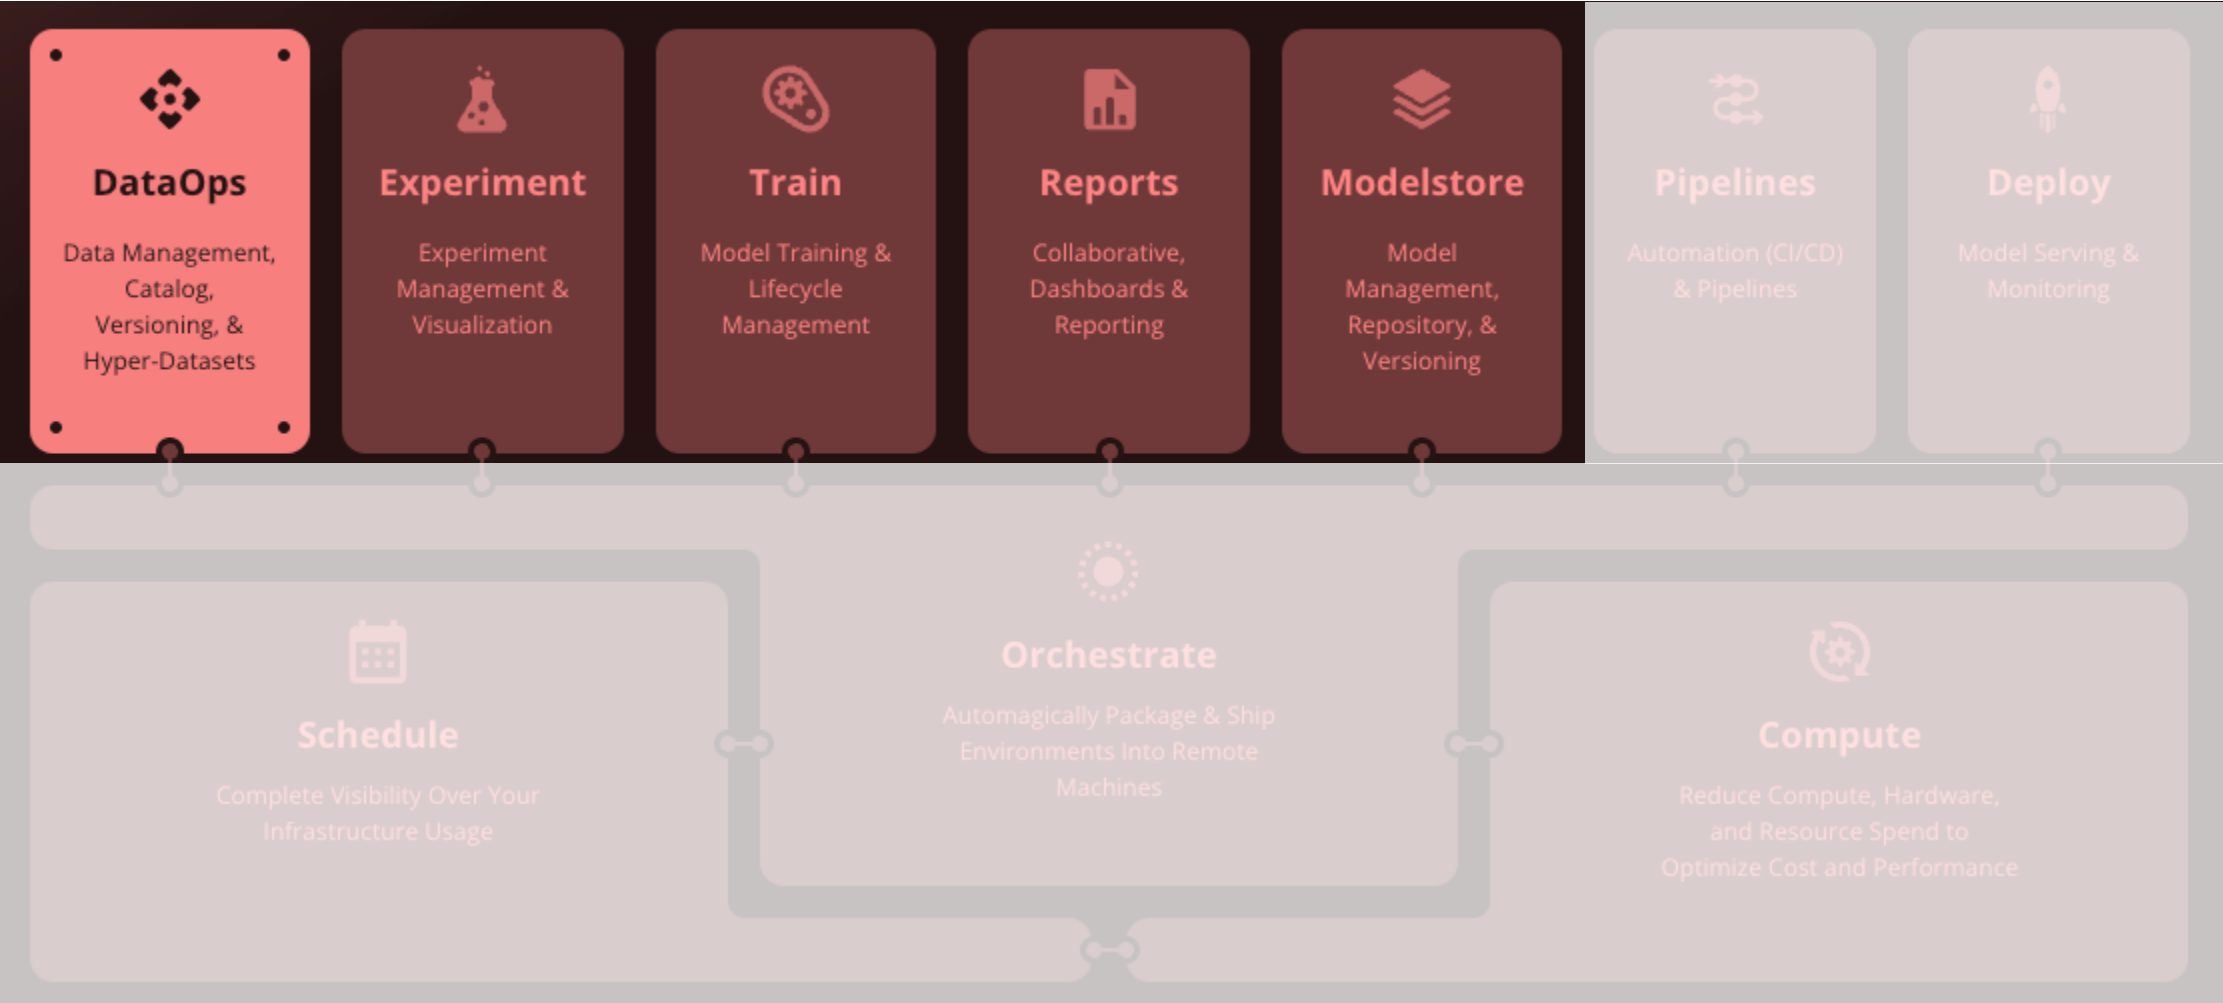 DataOps
Data Management,
Catalog,
Versioning, &
Hyper-Datasets
Experiment
Experiment
Management &
Visualization
Train
Model Training &
Lifecycle
Management
Reports
Collaborative,
Dashboards &
Reporting
Modelstore
Model
Management,
Repository, &
Versioning
Pipelines
Automation (CI/CD)
& Pipelines
Deploy
Model Serving &
Monitoring
Schedule
Complete Visibility Over Your
Infrastructure Usage
Orchestrate
Automagically Package & Ship
Environments Into Remote
Machines
Compute
Reduce Compute, Hardware,
and Resource Spend to
Optimize Cost and Performance